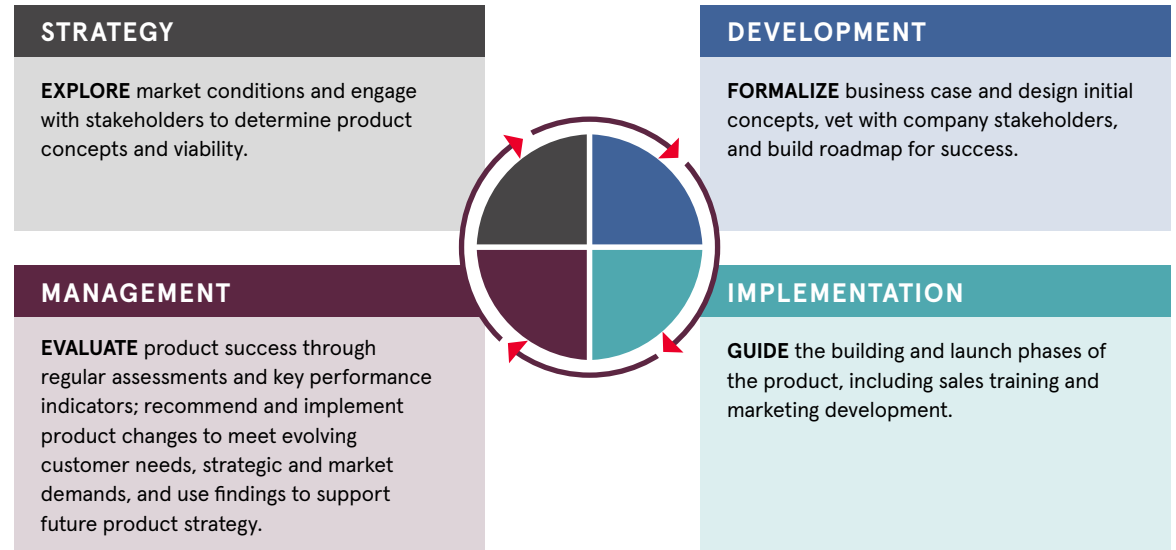 STRATEGY
EXPLORE market conditions and engage
with stakeholders to determine product
concepts and viability.
DEVELOPMENT
FORMALIZE business case and design initial
concepts, vet with company stakeholders,
and build roadmap for success.
MANAGEMENT
EVALUATE product success through
regular assessments and key performance
indicators; recommend and implement
product changes to meet evolving
customer needs, strategic and market
demands, and use findings to support
future product strategy.
IMPLEMENTATION
GUIDE the building and launch phases of
the product, including sales training and
marketing development.